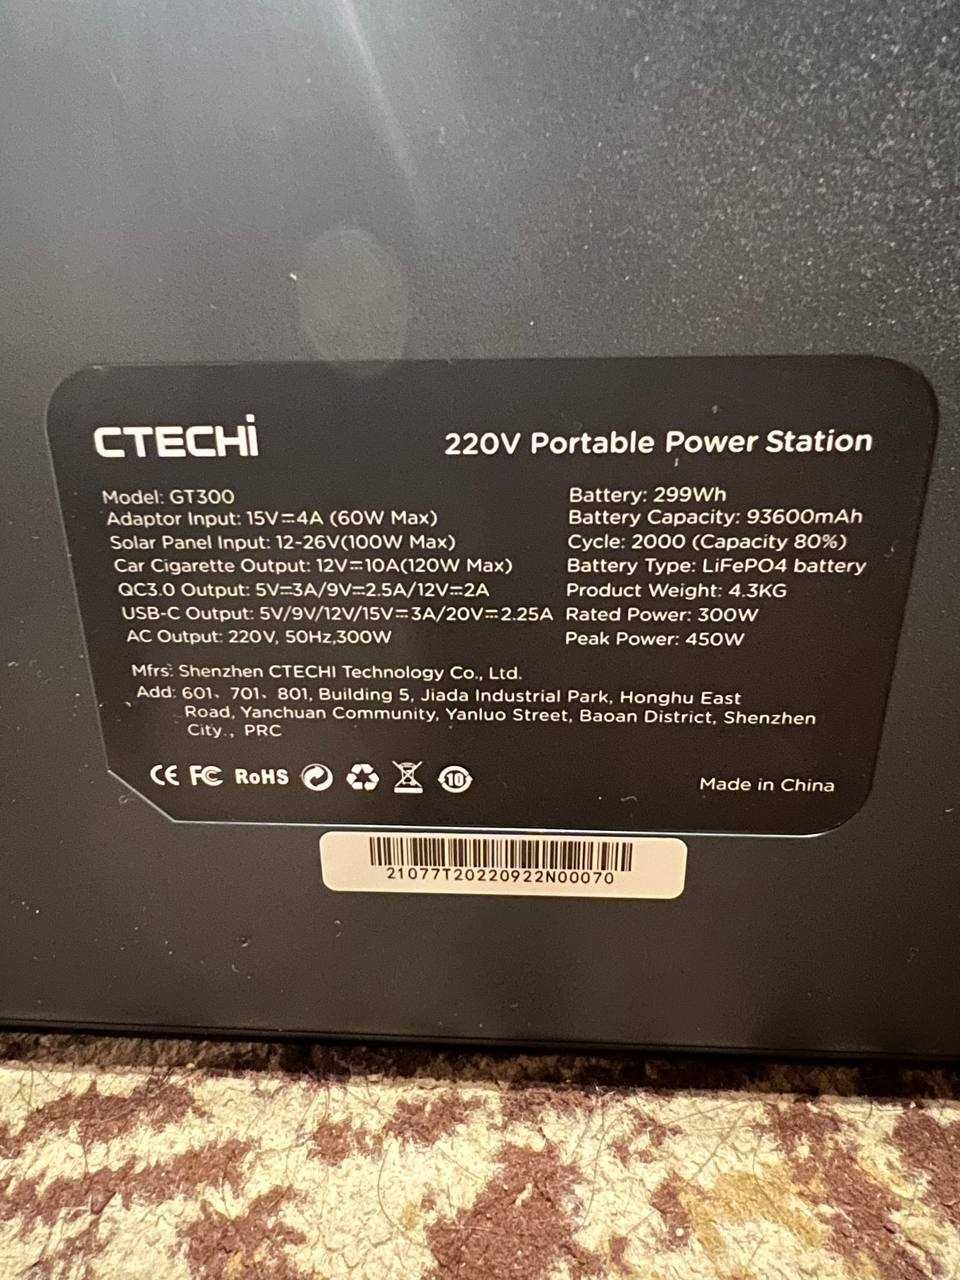 CTECHi
220V Portable Power Station
Model: GT300
Adaptor Input: 15V⎓4A (60W Max)
Solar Panel Input: 12-26V(100W Max)
Car Cigarette Output: 12V⎓10A(120W Max)
QC3.0 Output: 5V⎓3A/9V⎓2.5A/12V⎓2A
USB-C Output: 5V/9V/12V/15V⎓3A/20V⎓2.25A
AC Output: 220V, 50Hz,300W
Battery: 299Wh
Battery Capacity: 93600mAh
Cycle: 2000 (Capacity 80%)
Battery Type: LiFePO4 battery
Product Weight: 4.3KG
Rated Power: 300W
Peak Power: 450W
Mfrs: Shenzhen CTECHI Technology Co., Ltd.
Add: 601、701、801, Building 5, Jiada Industrial Park, Honghu East
Road, Yanchuan Community, Yanluo Street, Baoan District, Shenzhen
City., PRC
CE FC RoHS 10
Made in China
21077T20220922N00070